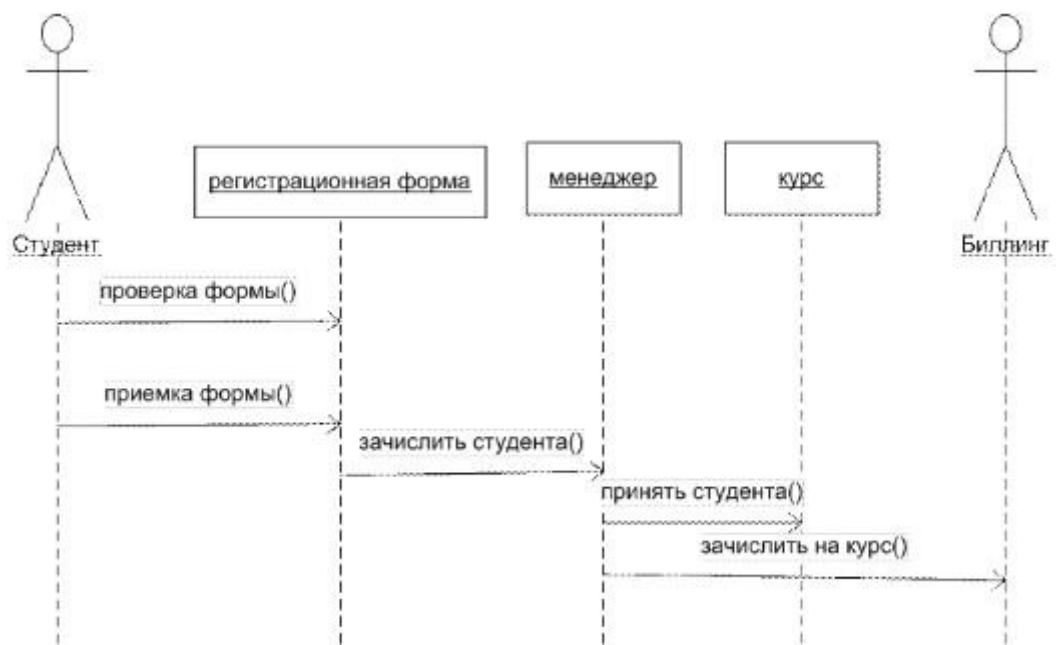 регистрационная форма
менеджер
курс
Студент
Биллинг
проверка формы()
приемка формы()
зачислить студента()
принять студента()
зачислить на курс()